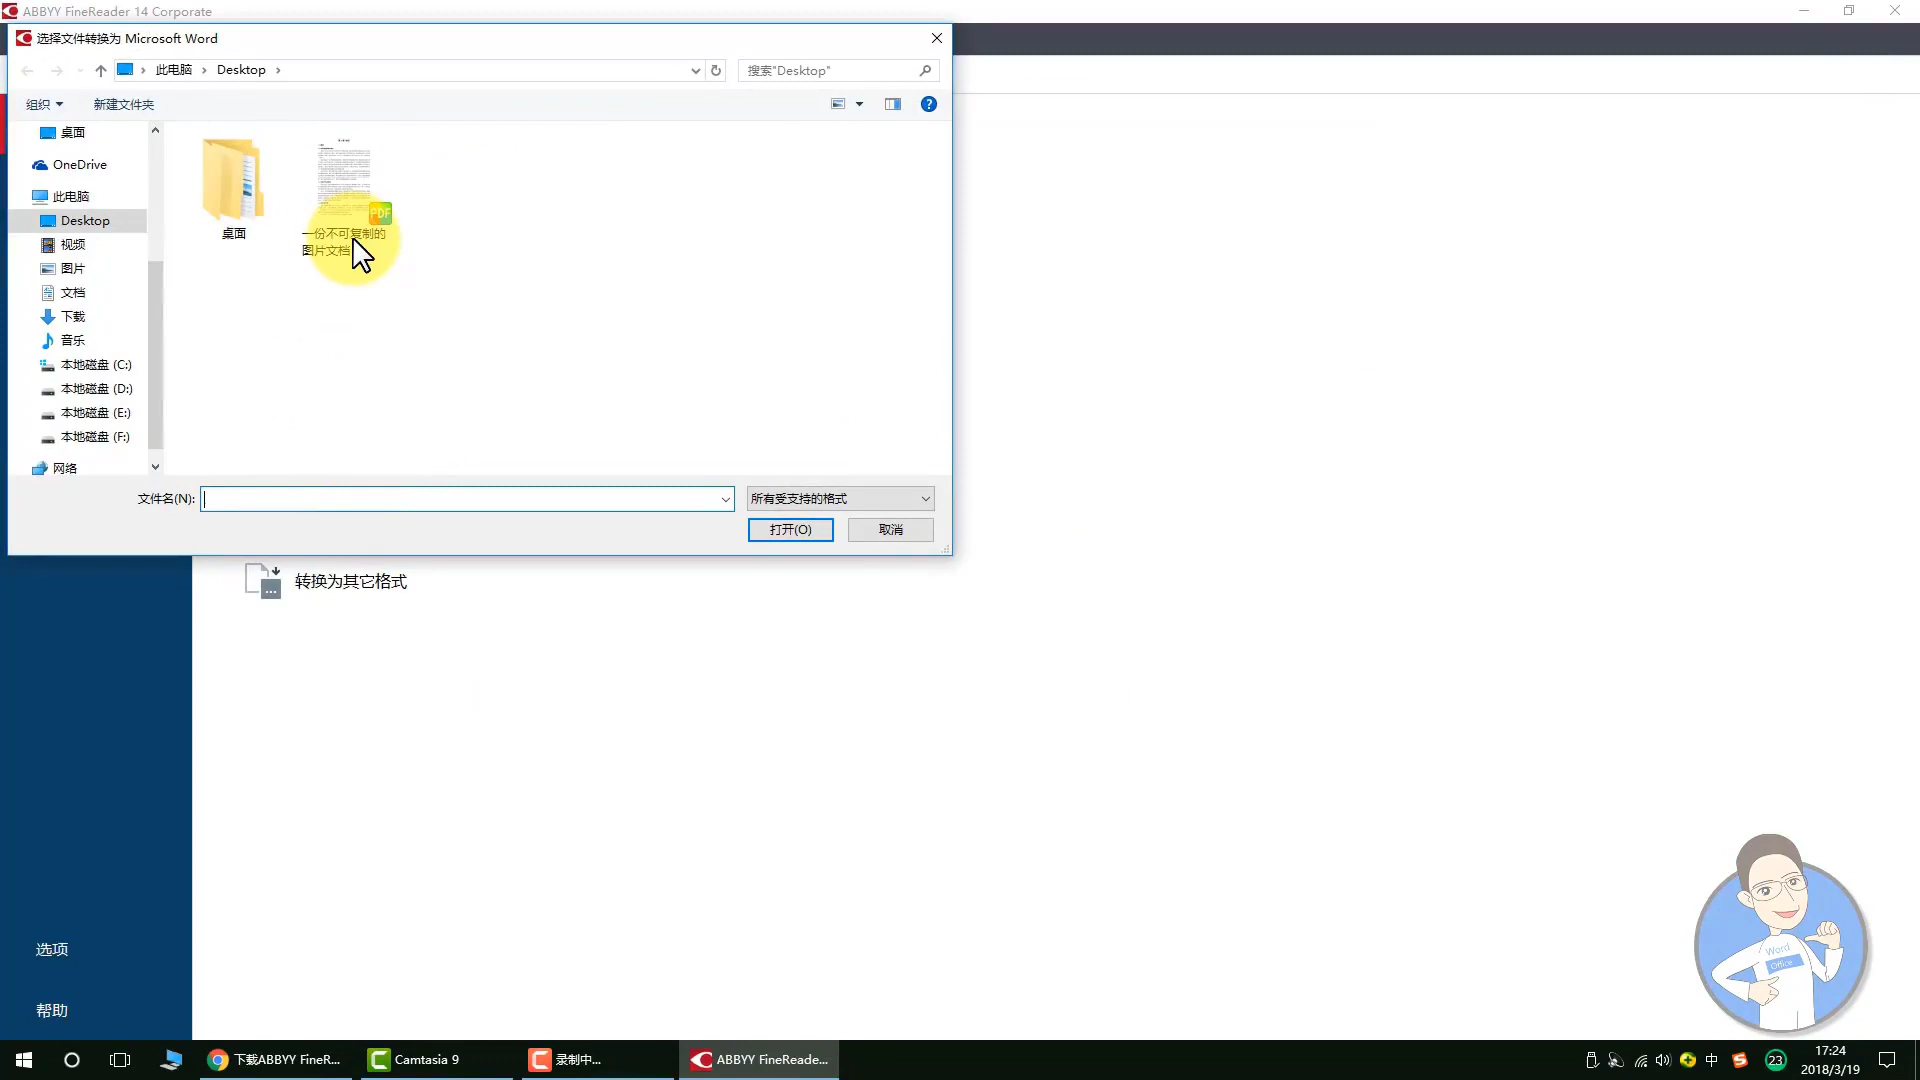 ABBYY FineReader 14 Corporate
选择文件转换为 Microsoft Word
此电脑 Desktop
搜索"Desktop"
组织 新建文件夹
桌面
OneDrive
此电脑
Desktop
视频
图片
文档
下载
音乐
本地磁盘 (C:)
本地磁盘 (D:)
本地磁盘 (E:)
本地磁盘 (F:)
网络
桌面
PDF
一份不可复制的
图片文档
文件名(N):
所有受支持的格式
打开(O) 取消
转换为其它格式
选项
帮助
Word
Office
下载ABBYY FineR...
Camtasia 9
录制中...
ABBYY FineReade...
中
23
17:24
2018/3/19